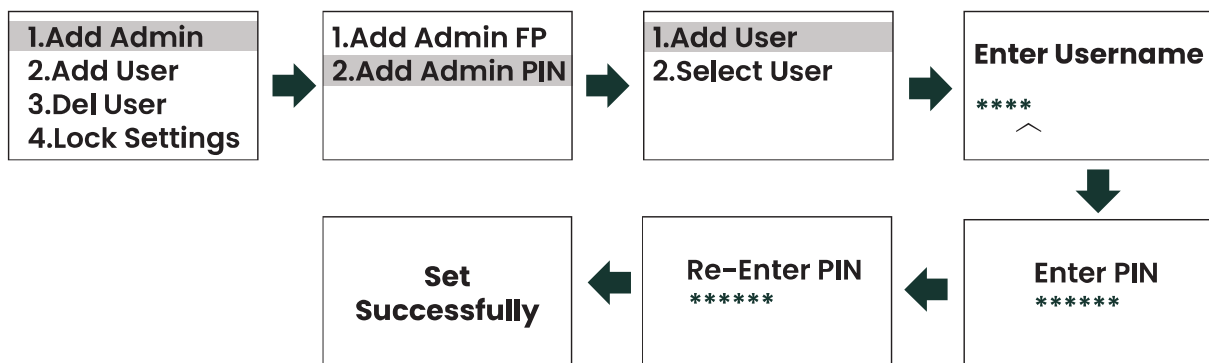 1.Add Admin
2.Add User
3.Del User
4.Lock Settings
1.Add Admin FP
2.Add Admin PIN
1.Add User
2.Select User
Enter Username
****
Enter PIN
******
Re-Enter PIN
******
Set
Successfully